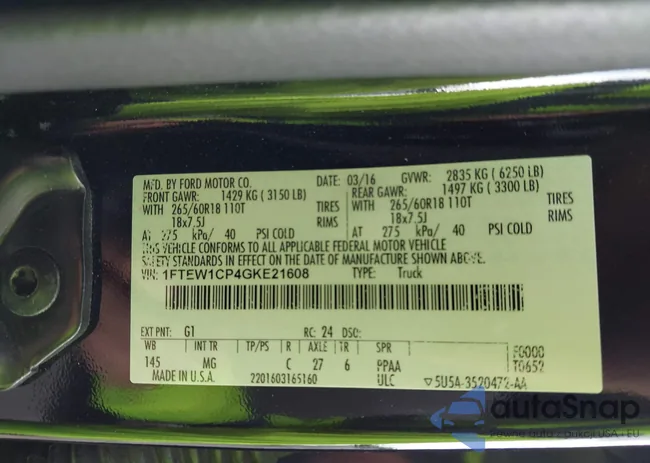 MFD. BY FORD MOTOR CO. DATE: 03/16 GVWR: 2835 KG ( 6250 LB)
FRONT GAWR: 1429 KG ( 3150 LB) REAR GAWR: 1497 KG ( 3300 LB)
WITH 265/60R18 110T TIRES WITH 265/60R18 110T TIRES
18x7.5J RIMS 18x7.5J RIMS
AT 275 kPa/ 40 PSI COLD AT 275 kPa/ 40 PSI COLD
THIS VEHICLE CONFORMS TO ALL APPLICABLE FEDERAL MOTOR VEHICLE
SAFETY STANDARDS IN EFFECT ON THE DATE OF MANUFACTURE SHOWN ABOVE.
VIN: 1FTEW1CP4GKE21608 TYPE: Truck
EXT PNT: G1 RC: 24 DSO:
WB INT TR TP/PS R AXLE TR SPR F0000
145 MG C 27 6 PPAA T0652
MADE IN U.S.A. 2201603165160 ULC 5U5A-3520472-AA
autoSnap